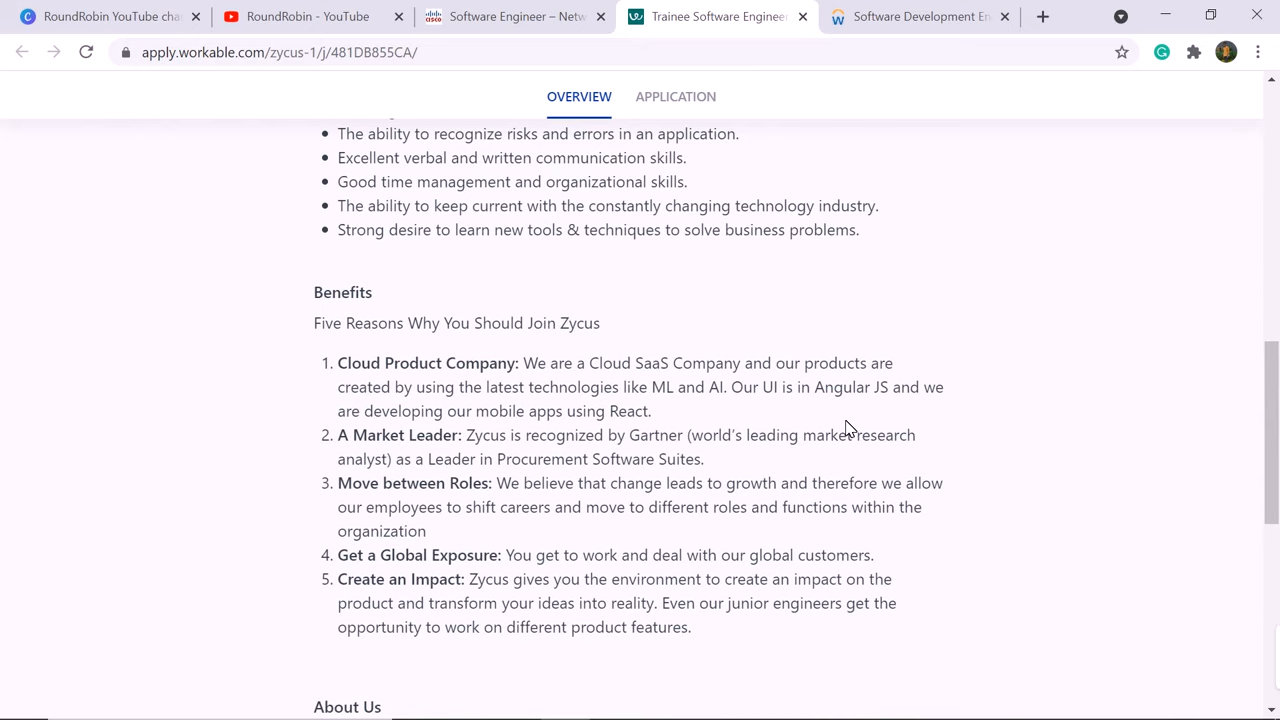 RoundRobin YouTube cha
RoundRobin - YouTube
Software Engineer – Netw
Trainee Software Engineer
Software Development En
apply.workable.com/zycus-1/j/481DB855CA/
OVERVIEW
APPLICATION
• The ability to recognize risks and errors in an application.
• Excellent verbal and written communication skills.
• Good time management and organizational skills.
• The ability to keep current with the constantly changing technology industry.
• Strong desire to learn new tools & techniques to solve business problems.
Benefits
Five Reasons Why You Should Join Zycus
1. Cloud Product Company: We are a Cloud SaaS Company and our products are
created by using the latest technologies like ML and AI. Our UI is in Angular JS and we
are developing our mobile apps using React.
2. A Market Leader: Zycus is recognized by Gartner (world's leading market research
analyst) as a Leader in Procurement Software Suites.
3. Move between Roles: We believe that change leads to growth and therefore we allow
our employees to shift careers and move to different roles and functions within the
organization
4. Get a Global Exposure: You get to work and deal with our global customers.
5. Create an Impact: Zycus gives you the environment to create an impact on the
product and transform your ideas into reality. Even our junior engineers get the
opportunity to work on different product features.
About Us